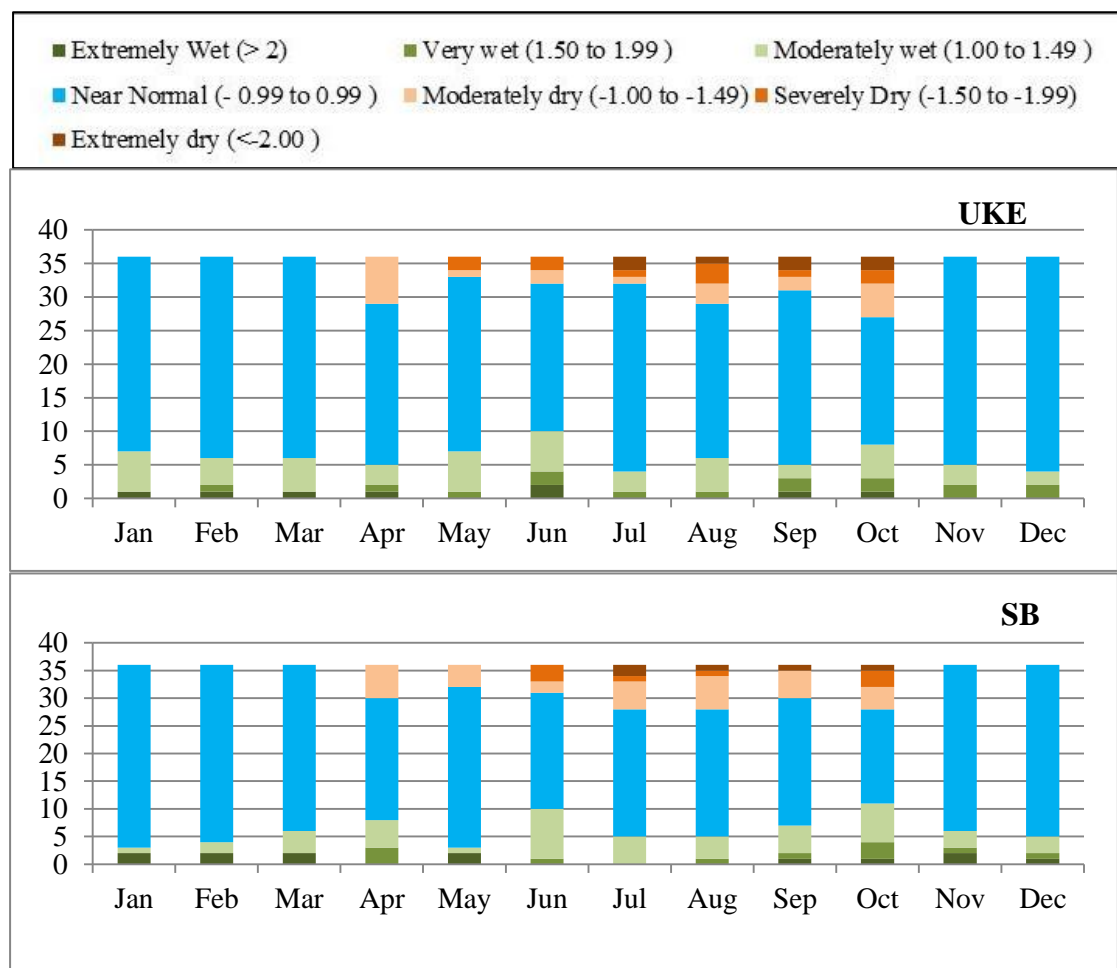 Extremely Wet (> 2) Very wet (1.50 to 1.99 ) Moderately wet (1.00 to 1.49 )
Near Normal (- 0.99 to 0.99 ) Moderately dry (-1.00 to -1.49) Severely Dry (-1.50 to -1.99)
Extremely dry (<-2.00 )
UKE
40
35
30
25
20
15
10
5
0
Jan Feb Mar Apr May Jun Jul Aug Sep Oct Nov Dec
SB
40
35
30
25
20
15
10
5
0
Jan Feb Mar Apr May Jun Jul Aug Sep Oct Nov Dec